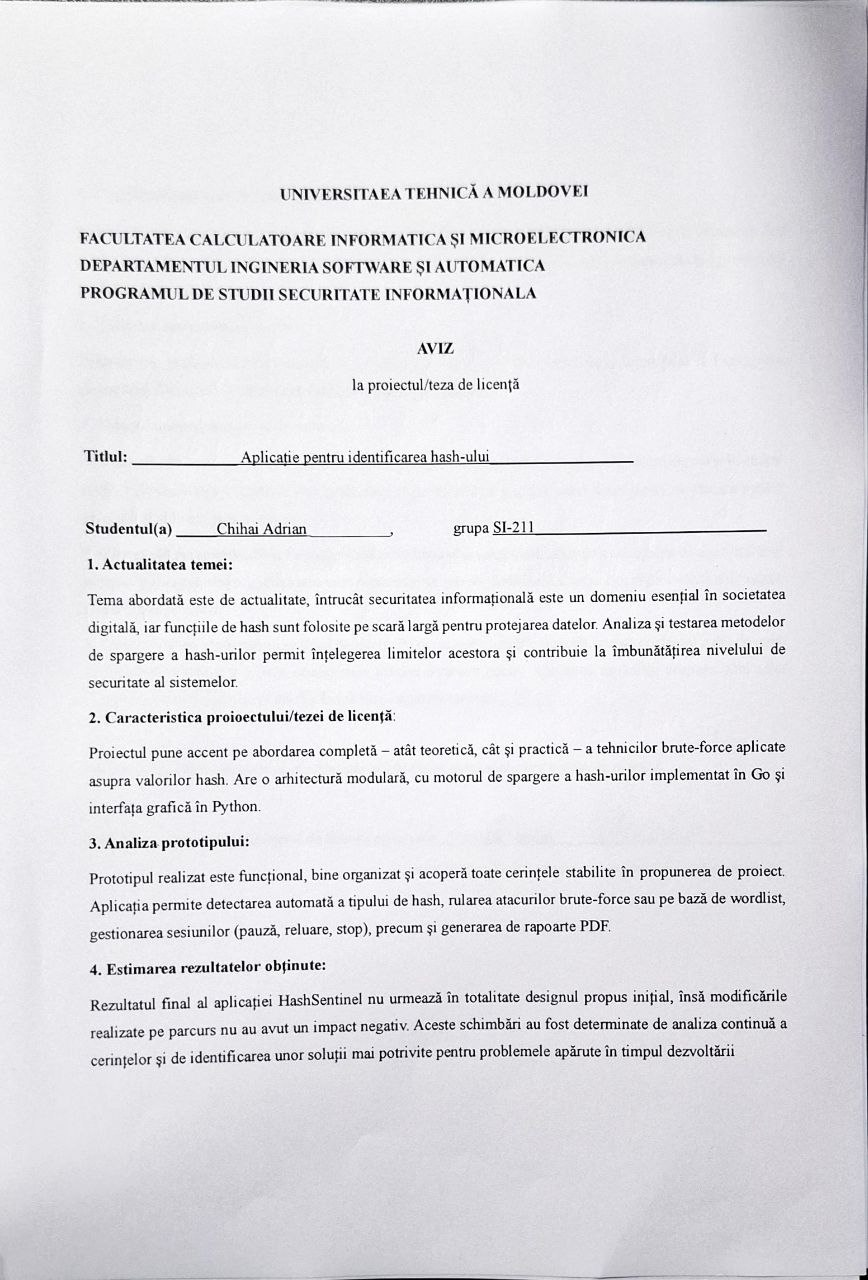 UNIVERSITAEA TEHNICĂ A MOLDOVEI
FACULTATEA CALCULATOARE INFORMATICA ȘI MICROELECTRONICA
DEPARTAMENTUL INGINERIA SOFTWARE ȘI AUTOMATICA
PROGRAMUL DE STUDII SECURITATE INFORMAȚIONALA
AVIZ
la proiectul/teza de licență
Titlul: Aplicație pentru identificarea hash-ului
Studentul(a) Chihai Adrian, grupa SI-211
1. Actualitatea temei:
Tema abordată este de actualitate, întrucât securitatea informațională este un domeniu esențial în societatea
digitală, iar funcțiile de hash sunt folosite pe scară largă pentru protejarea datelor. Analiza și testarea metodelor
de spargere a hash-urilor permit înțelegerea limitelor acestora și contribuie la îmbunătățirea nivelului de
securitate al sistemelor.
2. Caracteristica proioectului/tezei de licență:
Proiectul pune accent pe abordarea completă – atât teoretică, cât și practică – a tehnicilor brute-force aplicate
asupra valorilor hash. Are o arhitectură modulară, cu motorul de spargere a hash-urilor implementat în Go și
interfața grafică în Python.
3. Analiza prototipului:
Prototipul realizat este funcțional, bine organizat și acoperă toate cerințele stabilite în propunerea de proiect.
Aplicația permite detectarea automată a tipului de hash, rularea atacurilor brute-force sau pe bază de wordlist,
gestionarea sesiunilor (pauză, reluare, stop), precum și generarea de rapoarte PDF.
4. Estimarea rezultatelor obținute:
Rezultatul final al aplicației HashSentinel nu urmează în totalitate designul propus inițial, însă modificările
realizate pe parcurs nu au avut un impact negativ. Aceste schimbări au fost determinate de analiza continuă a
cerințelor și de identificarea unor soluții mai potrivite pentru problemele apărute în timpul dezvoltării